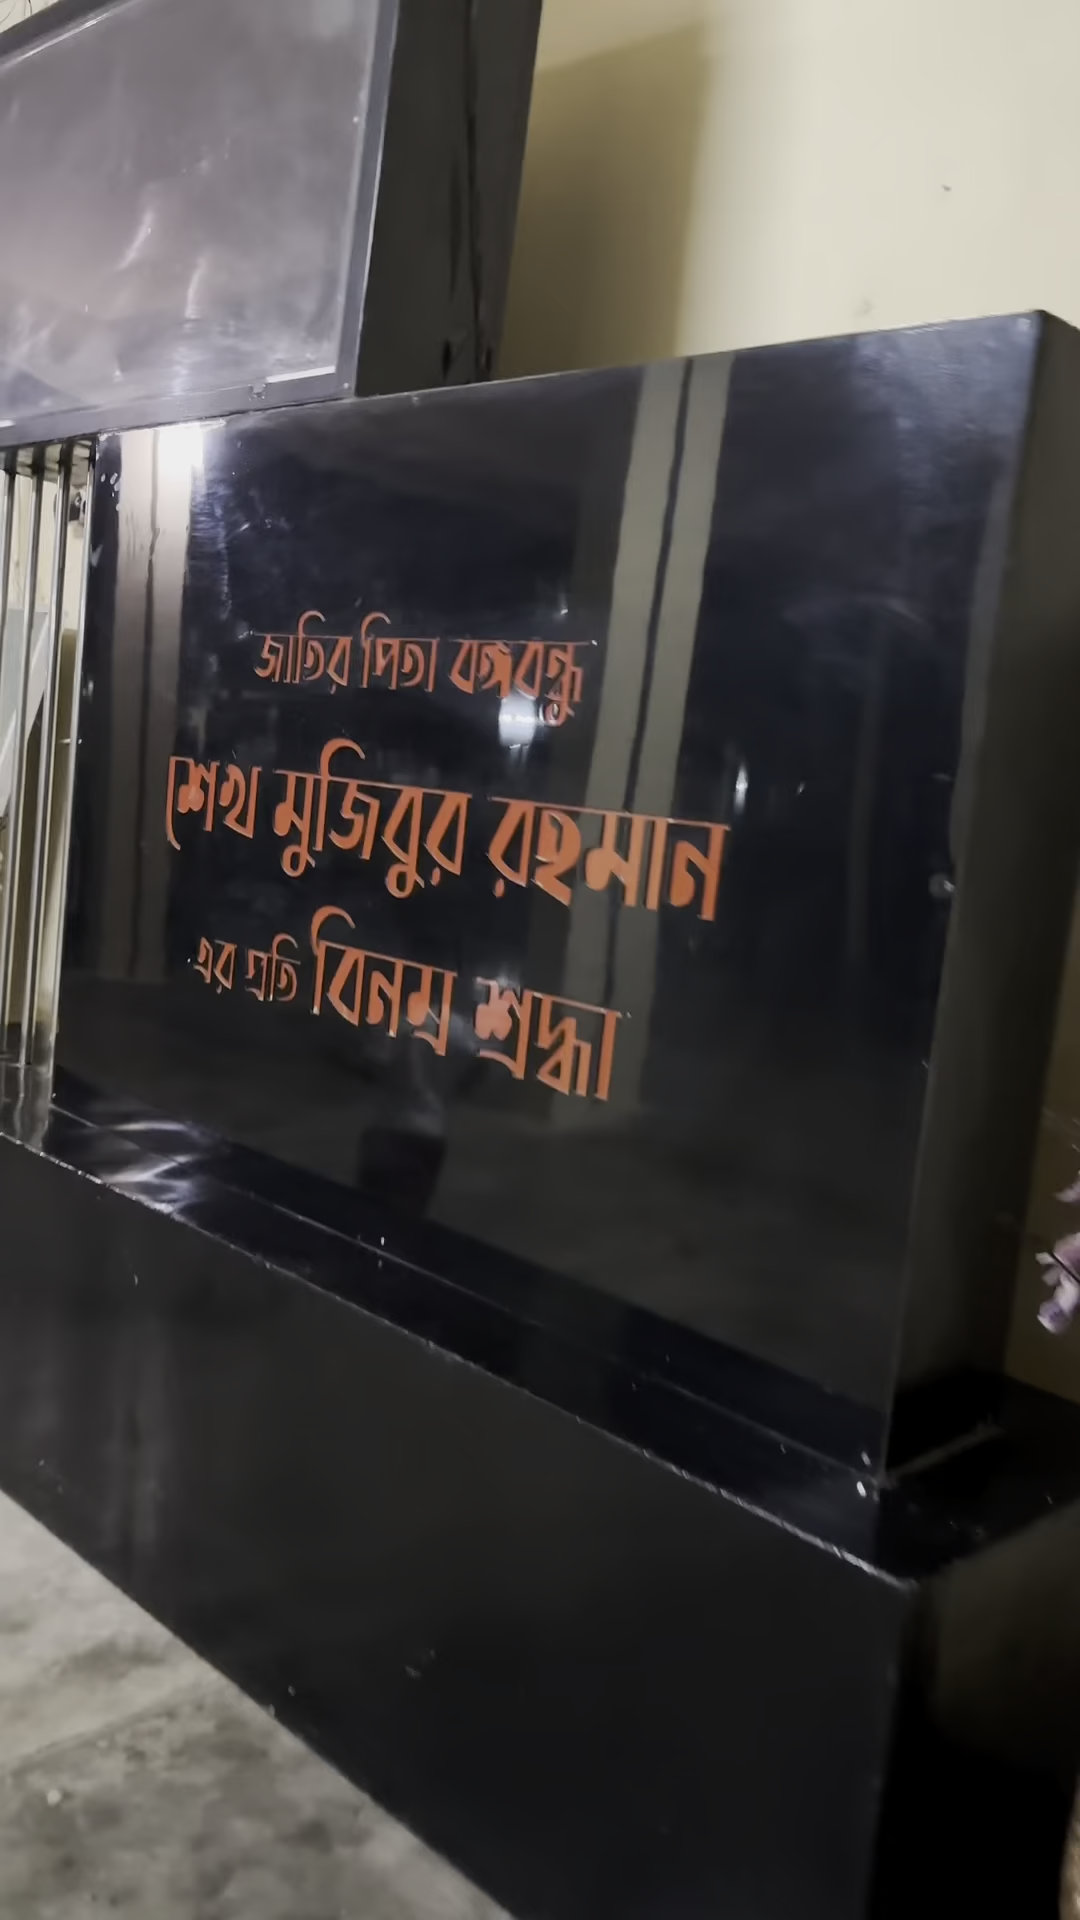 জাতির পিতা বঙ্গবন্ধু
শেখ মুজিবুর রহমান
এর প্রতি বিনম্র শ্রদ্ধা